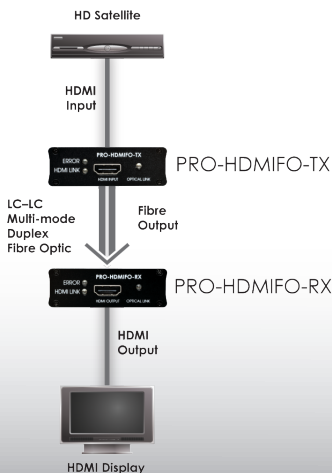 HD Satellite
HDMI
Input
PRO-HDMIFO-TX
ERROR
HDMI LINK
HDMI INPUT
OPTICAL LINK
PRO-HDMIFO-TX
LC–LC
Multi-mode
Duplex
Fibre Optic
Fibre
Output
PRO-HDMIFO-RX
ERROR
HDMI LINK
HDMI OUTPUT
OPTICAL LINK
PRO-HDMIFO-RX
HDMI
Output
HDMI Display